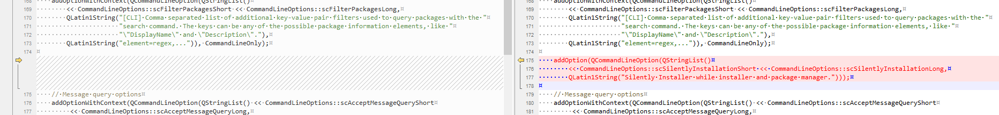 168 addOptionWithContext(QCommandLineOption(QStringList()
169 << CommandLineOptions::scFilterPackagesShort << CommandLineOptions::scFilterPackagesLong,
170 QLatin1String("[CLI] Comma separated list of additional key-value pair filters used to query packages with the "
171 "search command. The keys can be any of the possible package information elements, like "
172 "\"DisplayName\" and \"Description\"."),
173 QLatin1String("element=regex,...")), CommandLineOnly);
174
175 // Message query options
176 addOptionWithContext(QCommandLineOption(QStringList() << CommandLineOptions::scAcceptMessageQueryShort
177 << CommandLineOptions::scAcceptMessageQueryLong,
168 addOptionWithContext(QCommandLineOption(QStringList()
169 << CommandLineOptions::scFilterPackagesShort << CommandLineOptions::scFilterPackagesLong,
170 QLatin1String("[CLI] Comma separated list of additional key-value pair filters used to query packages with the "
171 "search command. The keys can be any of the possible package information elements, like "
172 "\"DisplayName\" and \"Description\"."),
173 QLatin1String("element=regex,...")), CommandLineOnly);
174
175 addOption(QCommandLineOption(QStringList()
176 << CommandLineOptions::scSilentlyInstallationShort << CommandLineOptions::scSilentlyInstallationLong,
177 QLatin1String("Silently Installer while installer and package manager.")));
178
179 // Message query options
180 addOptionWithContext(QCommandLineOption(QStringList() << CommandLineOptions::scAcceptMessageQueryShort
181 << CommandLineOptions::scAcceptMessageQueryLong,